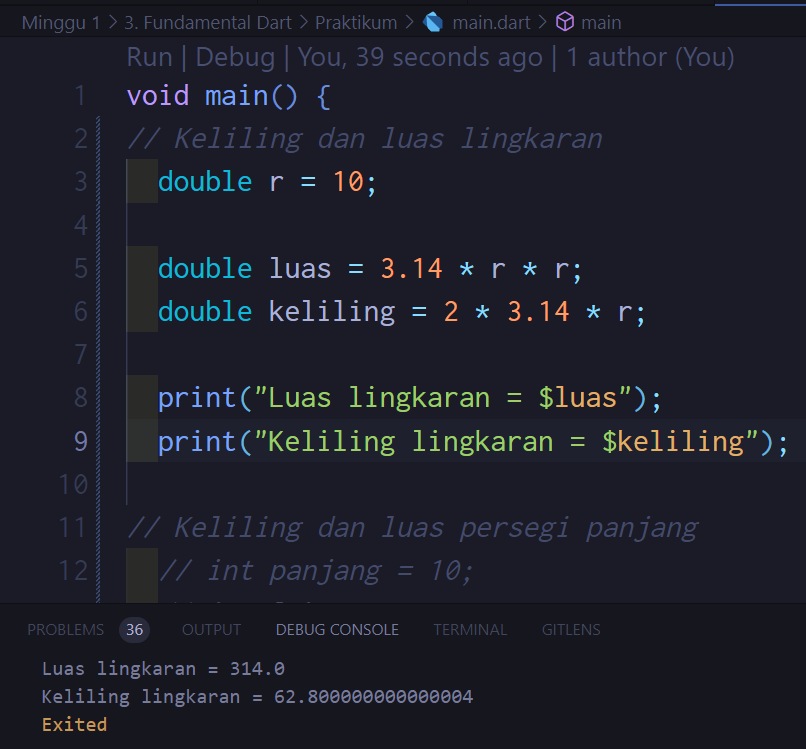 Minggu 1 > 3. Fundamental Dart > Praktikum > main.dart > main
Run | Debug | You, 39 seconds ago | 1 author (You)
1 void main() {
2 // Keliling dan luas lingkaran
3 double r = 10;
4
5 double luas = 3.14 * r * r;
6 double keliling = 2 * 3.14 * r;
7
8 print("Luas lingkaran = $luas");
9 print("Keliling lingkaran = $keliling");
10
11 // Keliling dan luas persegi panjang
12 // int panjang = 10;
PROBLEMS 36 OUTPUT DEBUG CONSOLE TERMINAL GITLENS
Luas lingkaran = 314.0
Keliling lingkaran = 62.800000000000004
Exited